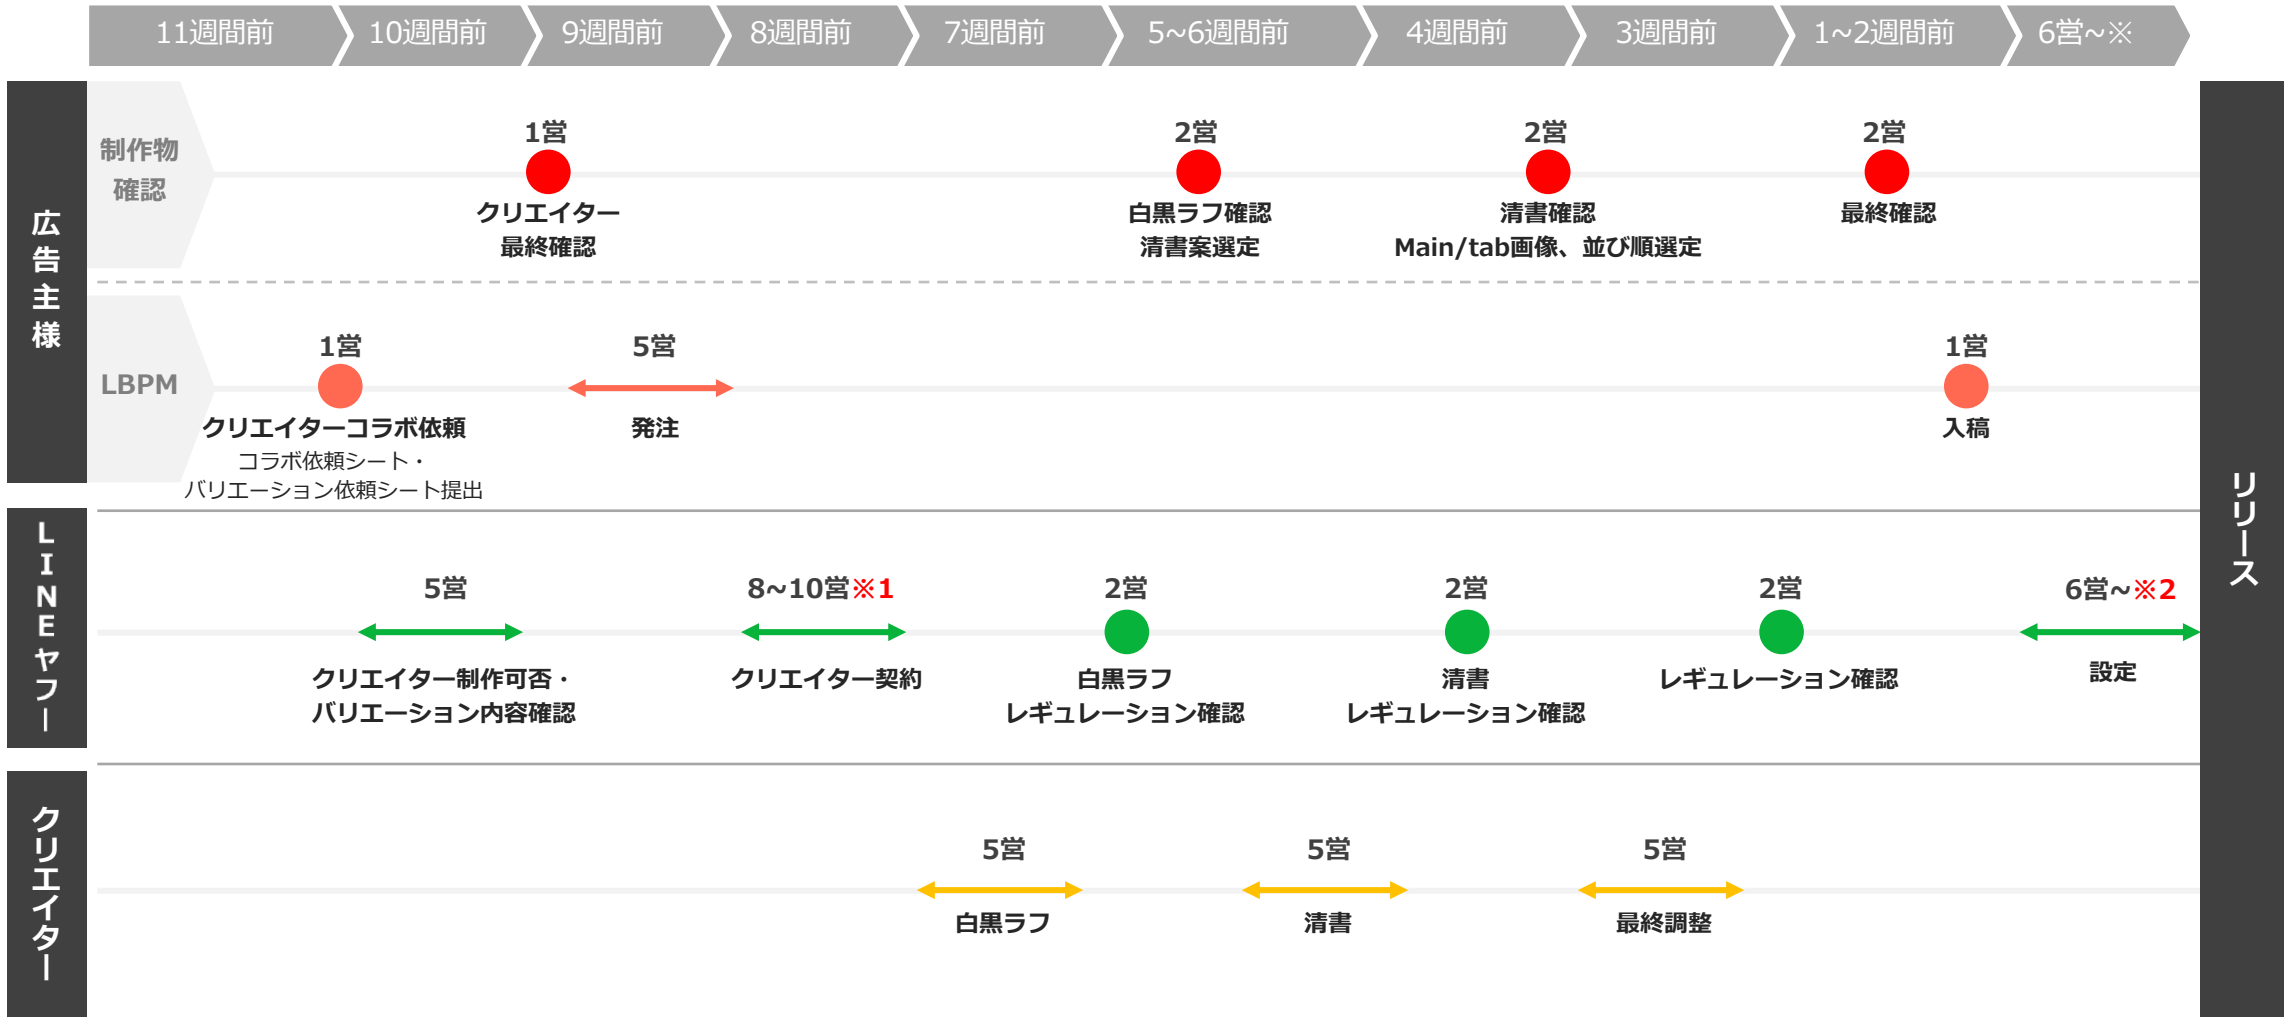 11週間前
10週間前
9週間前
8週間前
7週間前
5~6週間前
4週間前
3週間前
1~2週間前
6営~※
広告主様
制作物
確認
1営
クリエイター
最終確認
2営
白黒ラフ確認
清書案選定
2営
清書確認
Main/tab画像、並び順選定
2営
最終確認
LBPM
1営
クリエイターコラボ依頼
コラボ依頼シート・
バリエーション依頼シート提出
5営
発注
1営
入稿
LINEヤフー
5営
クリエイター制作可否・
バリエーション内容確認
8~10営※1
クリエイター契約
2営
白黒ラフ
レギュレーション確認
2営
清書
レギュレーション確認
2営
レギュレーション確認
6営~※2
設定
クリエイター
5営
白黒ラフ
5営
清書
5営
最終調整
リリース